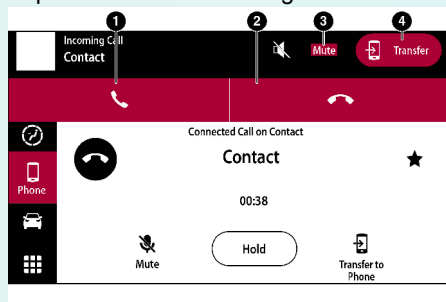 1 2 3 4
Incoming Call
Contact
Mute
Transfer
Connected Call on Contact
Contact
Phone
00:38
Mute
Hold
Transfer to
Phone